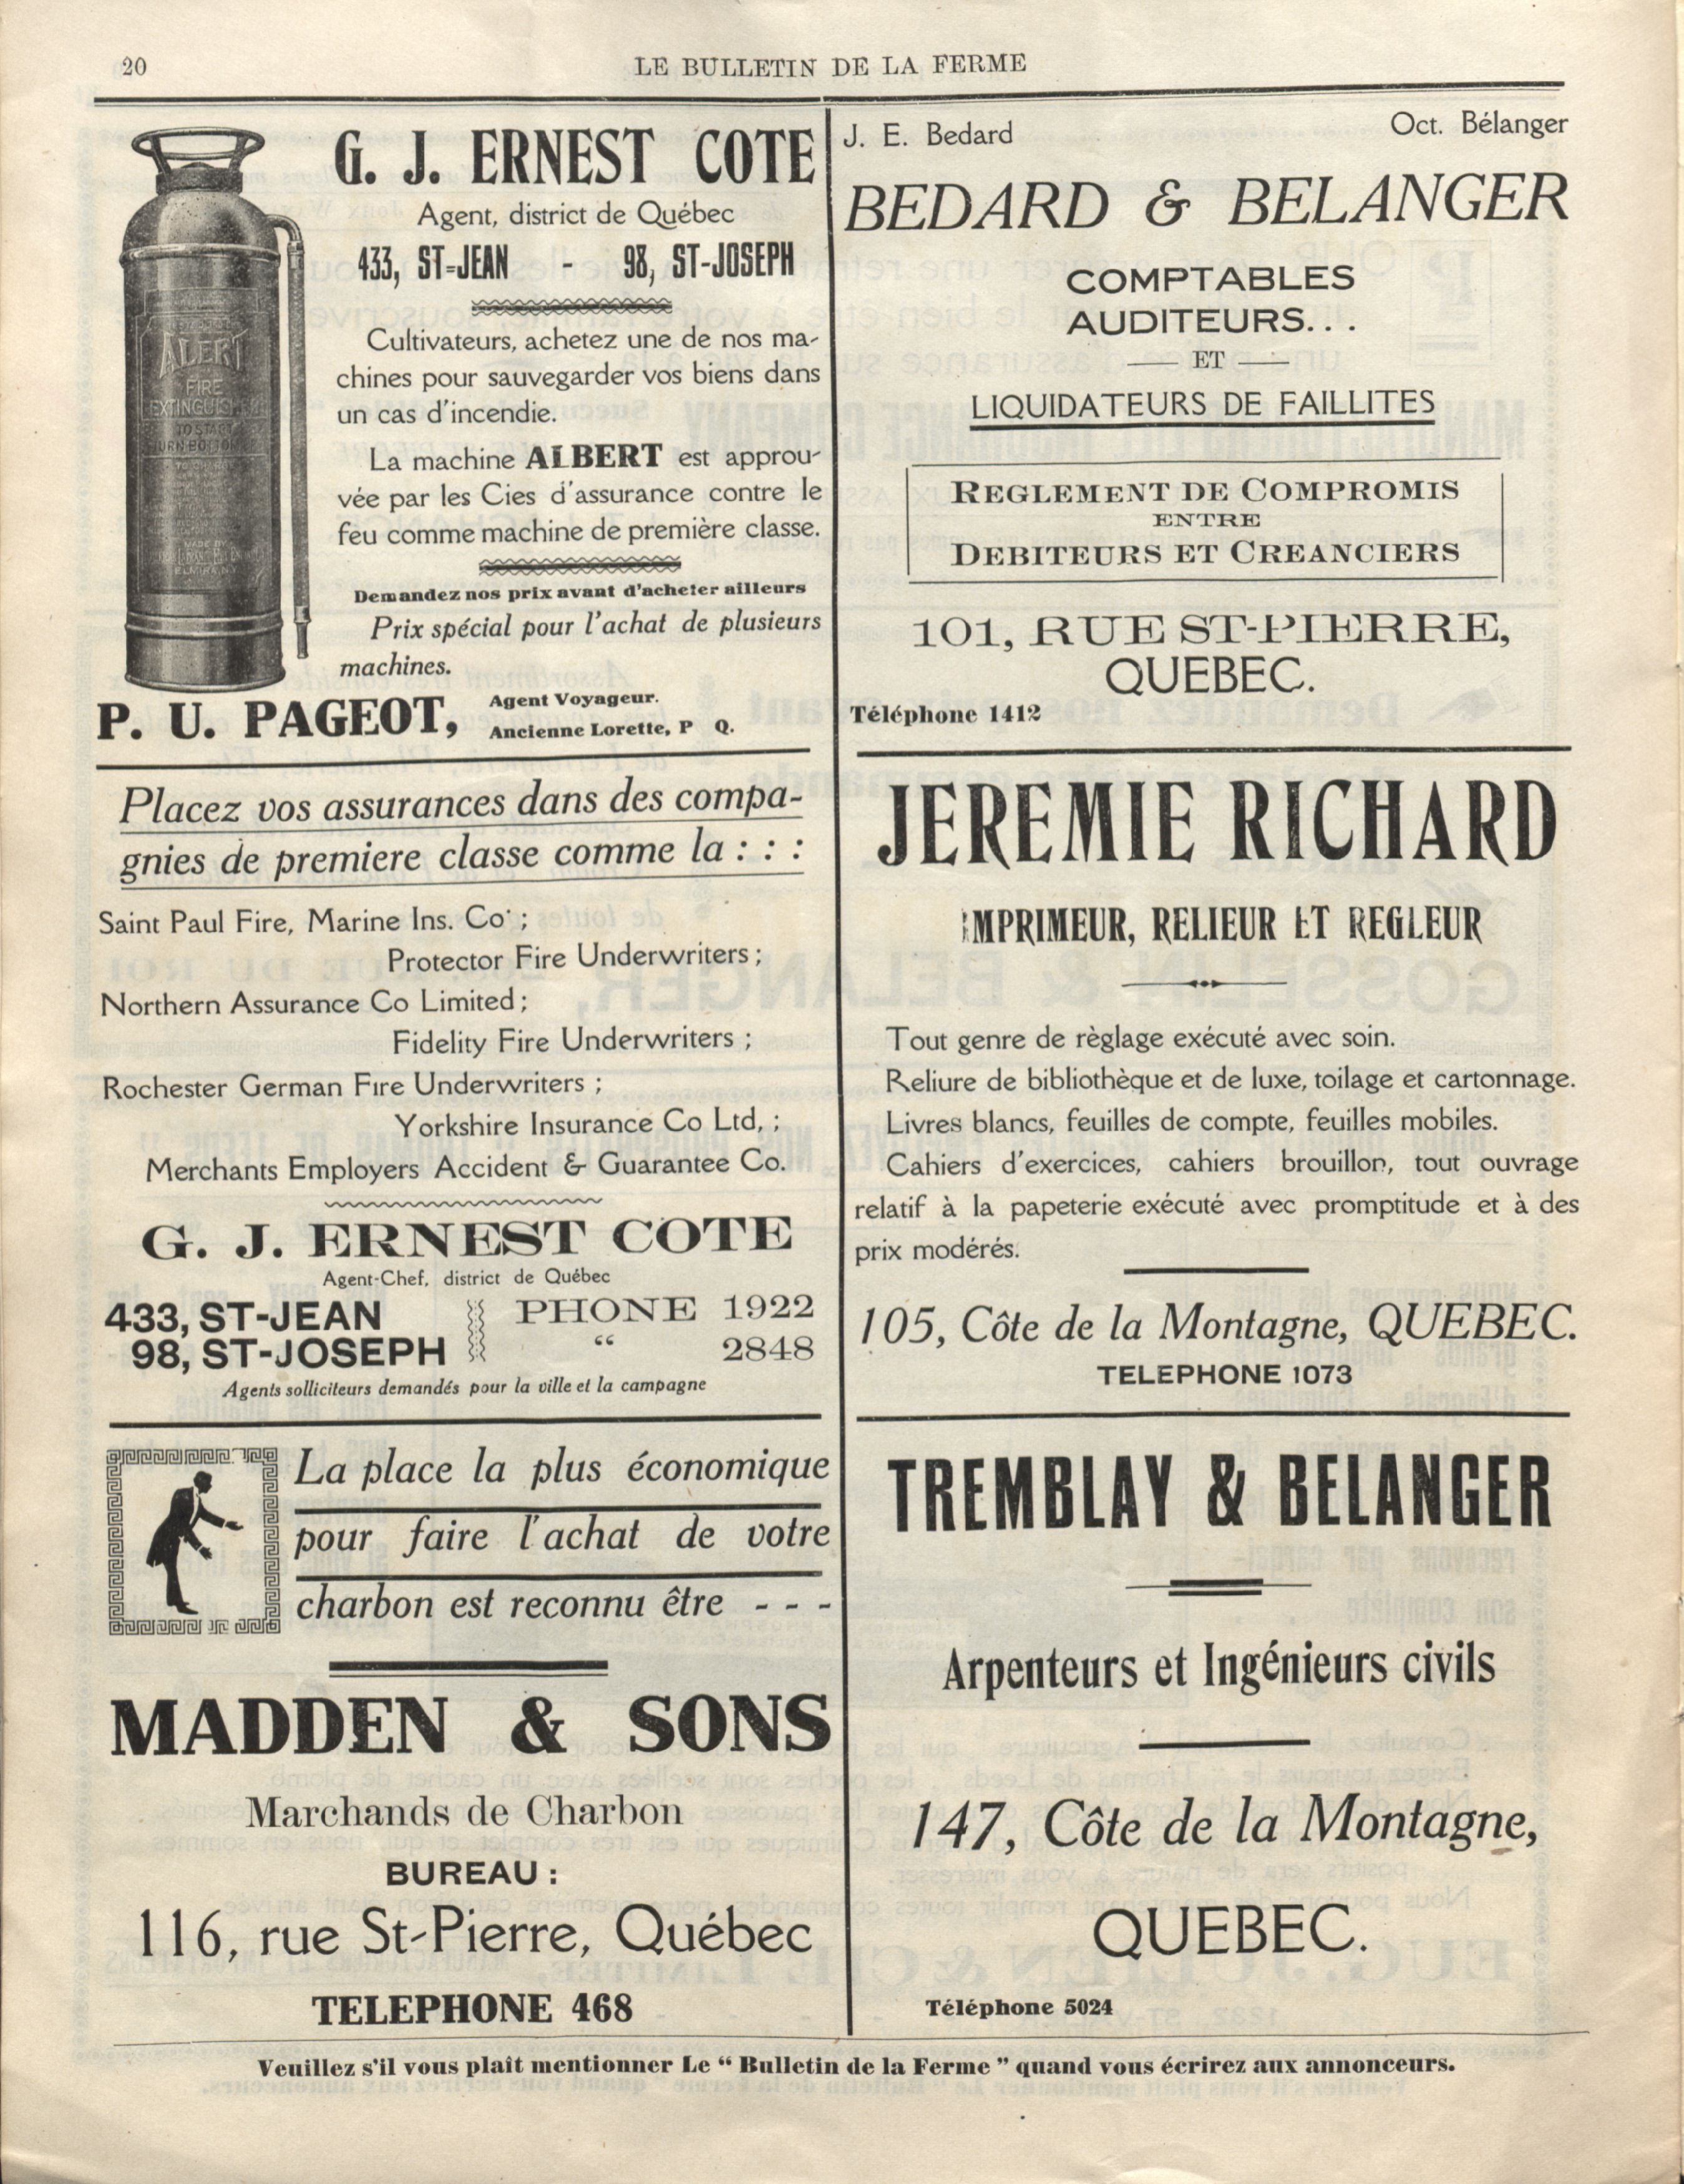 20
LE BULLETIN DE LA FERME
G. J. ERNEST COTE
Agent, district de Québec
433, ST-JEAN - 98, ST-JOSEPH
Cultivateurs, achetez une de nos ma-
chines pour sauvegarder vos biens dans
un cas d'incendie.
La machine ALBERT est approu-
vée par les Cies d'assurance contre le
feu comme machine de première classe.
Demandez nos prix avant d'acheter ailleurs
Prix spécial pour l'achat de plusieurs
machines.
ALERT
FIRE
EXTINGUISHER
TO START
TURN BOTTOM UP
P. U. PAGEOT,
Agent Voyageur.
Ancienne Lorette, P Q.
Placez vos assurances dans des compa-
gnies de premiere classe comme la : : :
Saint Paul Fire, Marine Ins. Co. ;
Protector Fire Underwriters ;
Northern Assurance Co Limited ;
Fidelity Fire Underwriters ;
Rochester German Fire Underwriters ;
Yorkshire Insurance Co Ltd, ;
Merchants Employers Accident & Guarantee Co.
G. J. ERNEST COTE
Agent-Chef, district de Québec
433, ST-JEAN PHONE 1922
98, ST-JOSEPH “ 2848
Agents solliciteurs demandés pour la ville et la campagne
La place la plus économique
pour faire l'achat de votre
charbon est reconnu être - - -
MADDEN & SONS
Marchands de Charbon
BUREAU :
116, rue St-Pierre, Québec
TELEPHONE 468
J. E. Bedard Oct. Bélanger
BEDARD & BELANGER
COMPTABLES
AUDITEURS...
ET
LIQUIDATEURS DE FAILLITES
REGLEMENT DE COMPROMIS
ENTRE
DEBITEURS ET CREANCIERS
101, RUE ST-PIERRE,
QUEBEC.
Téléphone 1412
JEREMIE RICHARD
IMPRIMEUR, RELIEUR ET REGLEUR
Tout genre de règlage exécuté avec soin.
Reliure de bibliothèque et de luxe, toilage et cartonnage.
Livres blancs, feuilles de compte, feuilles mobiles.
Cahiers d'exercices, cahiers brouillon, tout ouvrage
relatif à la papeterie exécuté avec promptitude et à des
prix modérés.
105, Côte de la Montagne, QUEBEC.
TELEPHONE 1073
TREMBLAY & BELANGER
Arpenteurs et Ingénieurs civils
147, Côte de la Montagne,
QUEBEC.
Téléphone 5024
Veuillez s'il vous plaît mentionner Le “ Bulletin de la Ferme ” quand vous écrirez aux annonceurs.